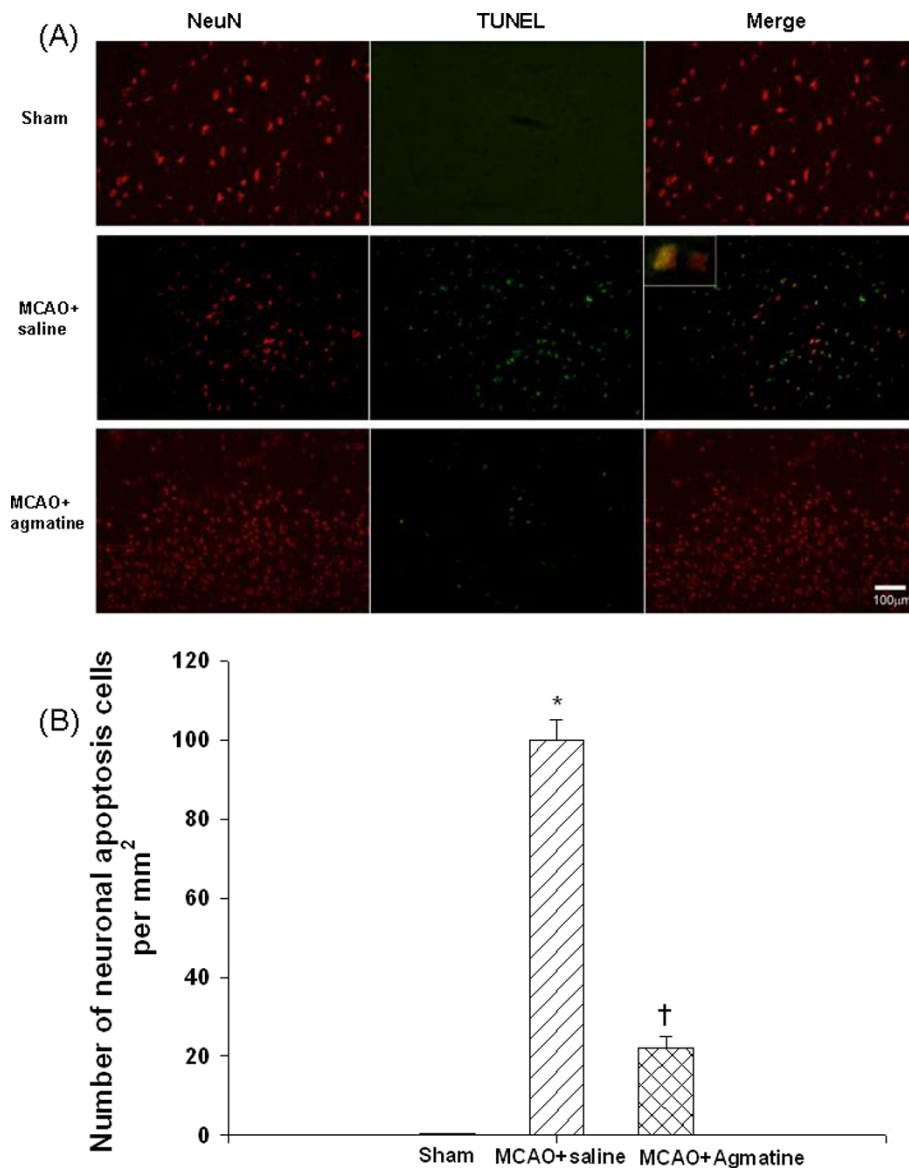 (A)
NeuN TUNEL Merge
Sham
MCAO+
saline
MCAO+
agmatine
100μm
(B)
Number of neuronal apoptosis cells
per mm²
120
100
80
60
40
20
0
*
†
Sham MCAO+saline MCAO+Agmatine